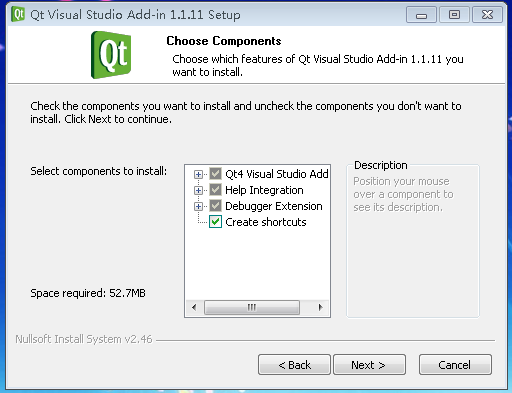 Qt Visual Studio Add-in 1.1.11 Setup
Qt
Choose Components
Choose which features of Qt Visual Studio Add-in 1.1.11 you
want to install.
Check the components you want to install and uncheck the components you don't want to
install. Click Next to continue.
Select components to install:
Qt4 Visual Studio Add
Help Integration
Debugger Extension
Create shortcuts
Description
Position your mouse
over a component to
see its description.
Space required: 52.7MB
Nullsoft Install System v2.46
< Back
Next >
Cancel